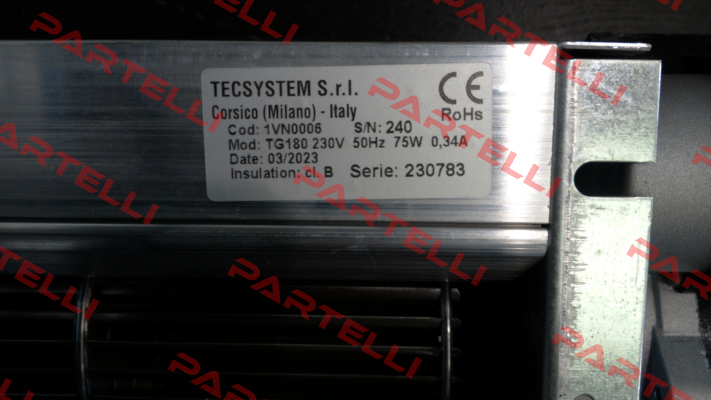 TECSYSTEM S.r.l.
Corsico (Milano) - Italy
Cod: 1VN0006 S/N: 240
Mod: TG180 230V 50Hz 75W 0,34A
Date: 03/2023
Insulation: cl. B Serie: 230783
CE
RoHs
PARTELLI
PARTELLI
PARTELLI
PARTELLI
PARTELLI
PARTELLI
PARTELLI
PARTELLI